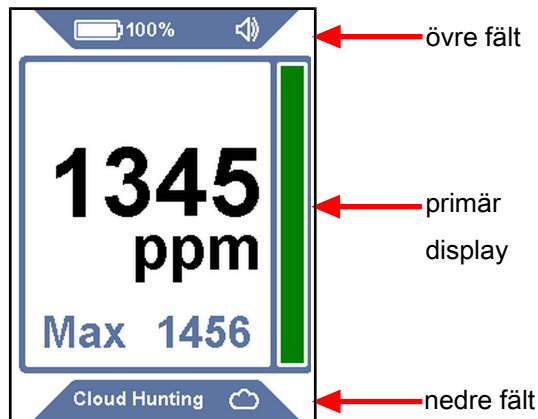 100%
övre fält
1345
ppm
primär
display
Max 1456
Cloud Hunting
nedre fält